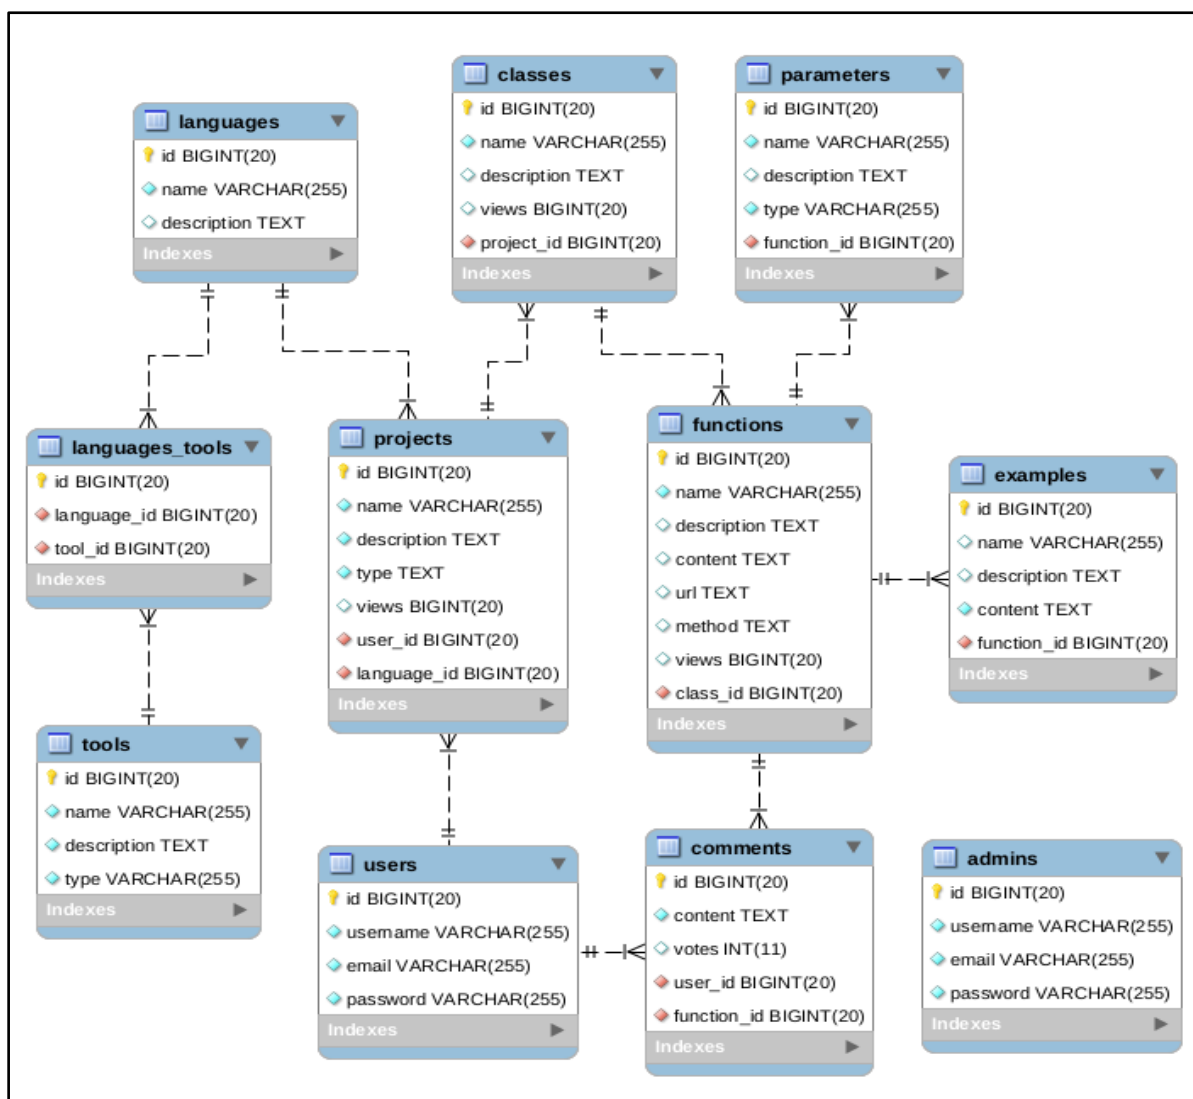 classes
id BIGINT(20)
name VARCHAR(255)
description TEXT
views BIGINT(20)
project_id BIGINT(20)
Indexes
parameters
id BIGINT(20)
name VARCHAR(255)
description TEXT
type VARCHAR(255)
function_id BIGINT(20)
Indexes
languages
id BIGINT(20)
name VARCHAR(255)
description TEXT
Indexes
languages_tools
id BIGINT(20)
language_id BIGINT(20)
tool_id BIGINT(20)
Indexes
projects
id BIGINT(20)
name VARCHAR(255)
description TEXT
type TEXT
views BIGINT(20)
user_id BIGINT(20)
language_id BIGINT(20)
Indexes
functions
id BIGINT(20)
name VARCHAR(255)
description TEXT
content TEXT
url TEXT
method TEXT
views BIGINT(20)
class_id BIGINT(20)
Indexes
examples
id BIGINT(20)
name VARCHAR(255)
description TEXT
content TEXT
function_id BIGINT(20)
Indexes
tools
id BIGINT(20)
name VARCHAR(255)
description TEXT
type VARCHAR(255)
Indexes
users
id BIGINT(20)
username VARCHAR(255)
email VARCHAR(255)
password VARCHAR(255)
Indexes
comments
id BIGINT(20)
content TEXT
votes INT(11)
user_id BIGINT(20)
function_id BIGINT(20)
Indexes
admins
id BIGINT(20)
username VARCHAR(255)
email VARCHAR(255)
password VARCHAR(255)
Indexes